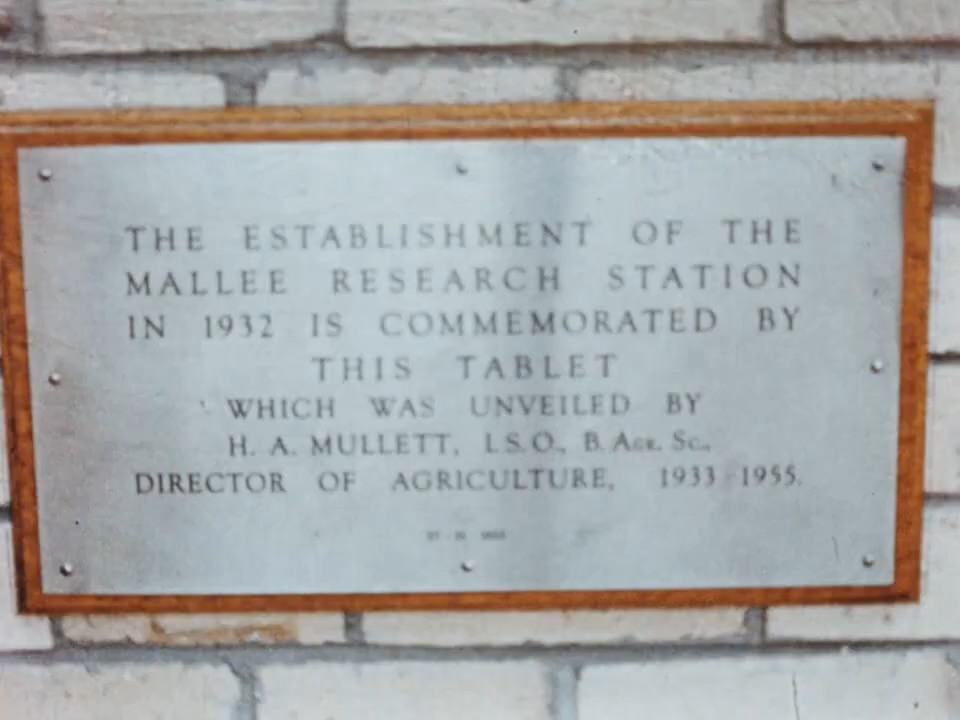 THE ESTABLISHMENT OF THE
MALLEE RESEARCH STATION
IN 1932 IS COMMEMORATED BY
THIS TABLET
WHICH WAS UNVEILED BY
H. A. MULLETT, I.S.O., B. AGR. SC.,
DIRECTOR OF AGRICULTURE, 1933-1955.